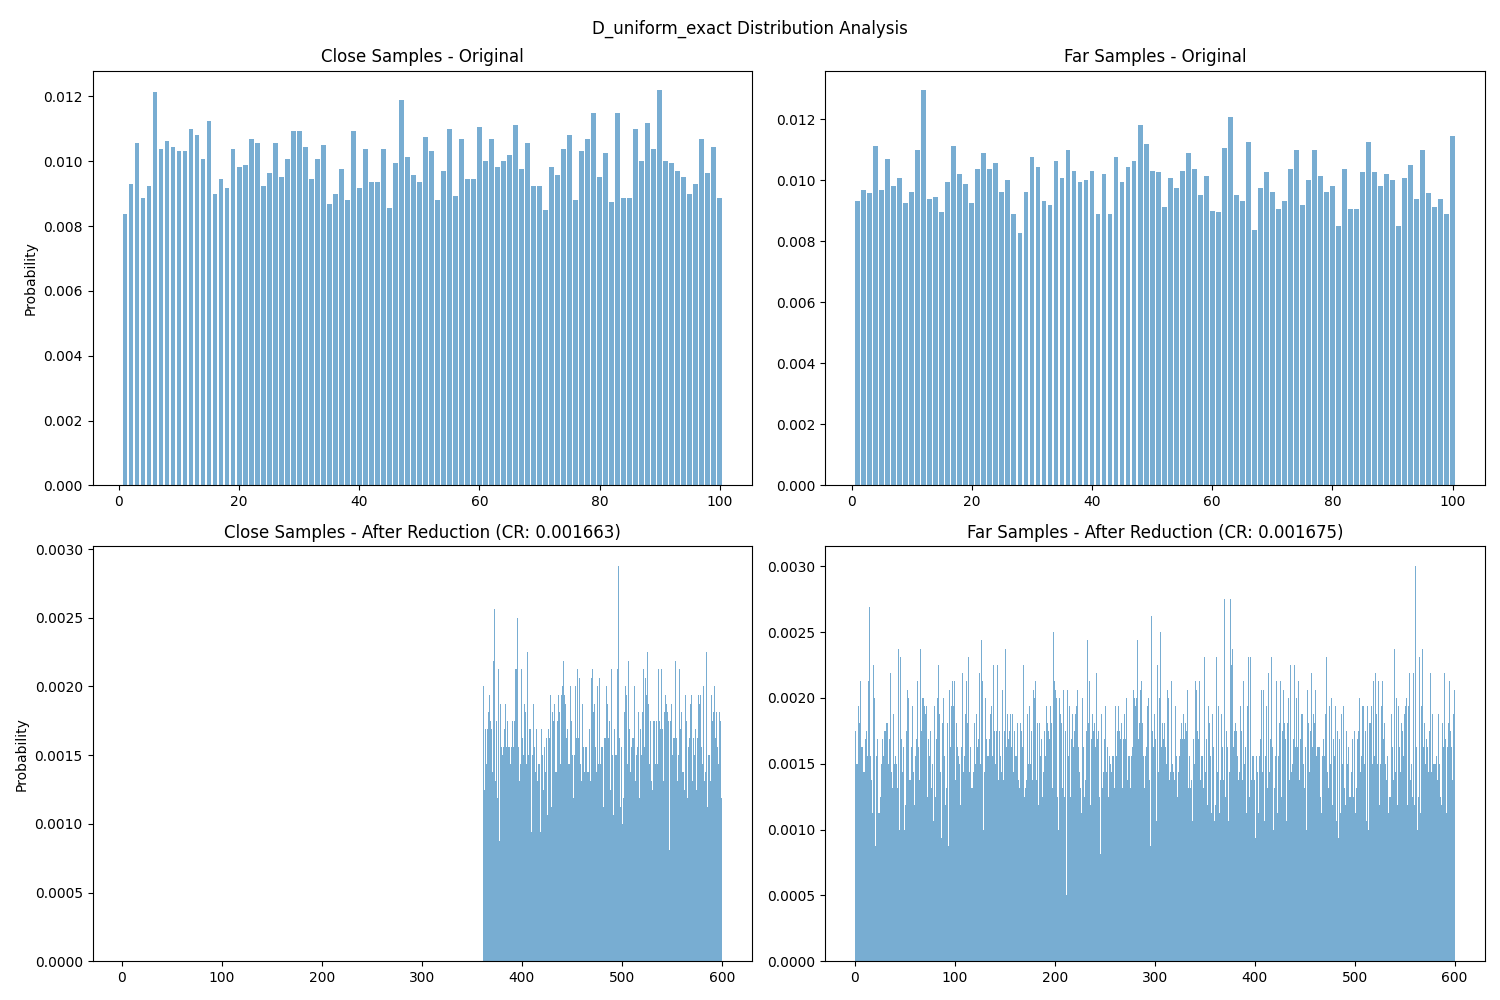 D_uniform_exact Distribution Analysis
Close Samples - Original
Far Samples - Original
Probability
0.012
0.010
0.008
0.006
0.004
0.002
0.000
0 20 40 60 80 100
0.012
0.010
0.008
0.006
0.004
0.002
0.000
0 20 40 60 80 100
Close Samples - After Reduction (CR: 0.001663)
Far Samples - After Reduction (CR: 0.001675)
Probability
0.0030
0.0025
0.0020
0.0015
0.0010
0.0005
0.0000
0 100 200 300 400 500 600
0.0030
0.0025
0.0020
0.0015
0.0010
0.0005
0.0000
0 100 200 300 400 500 600